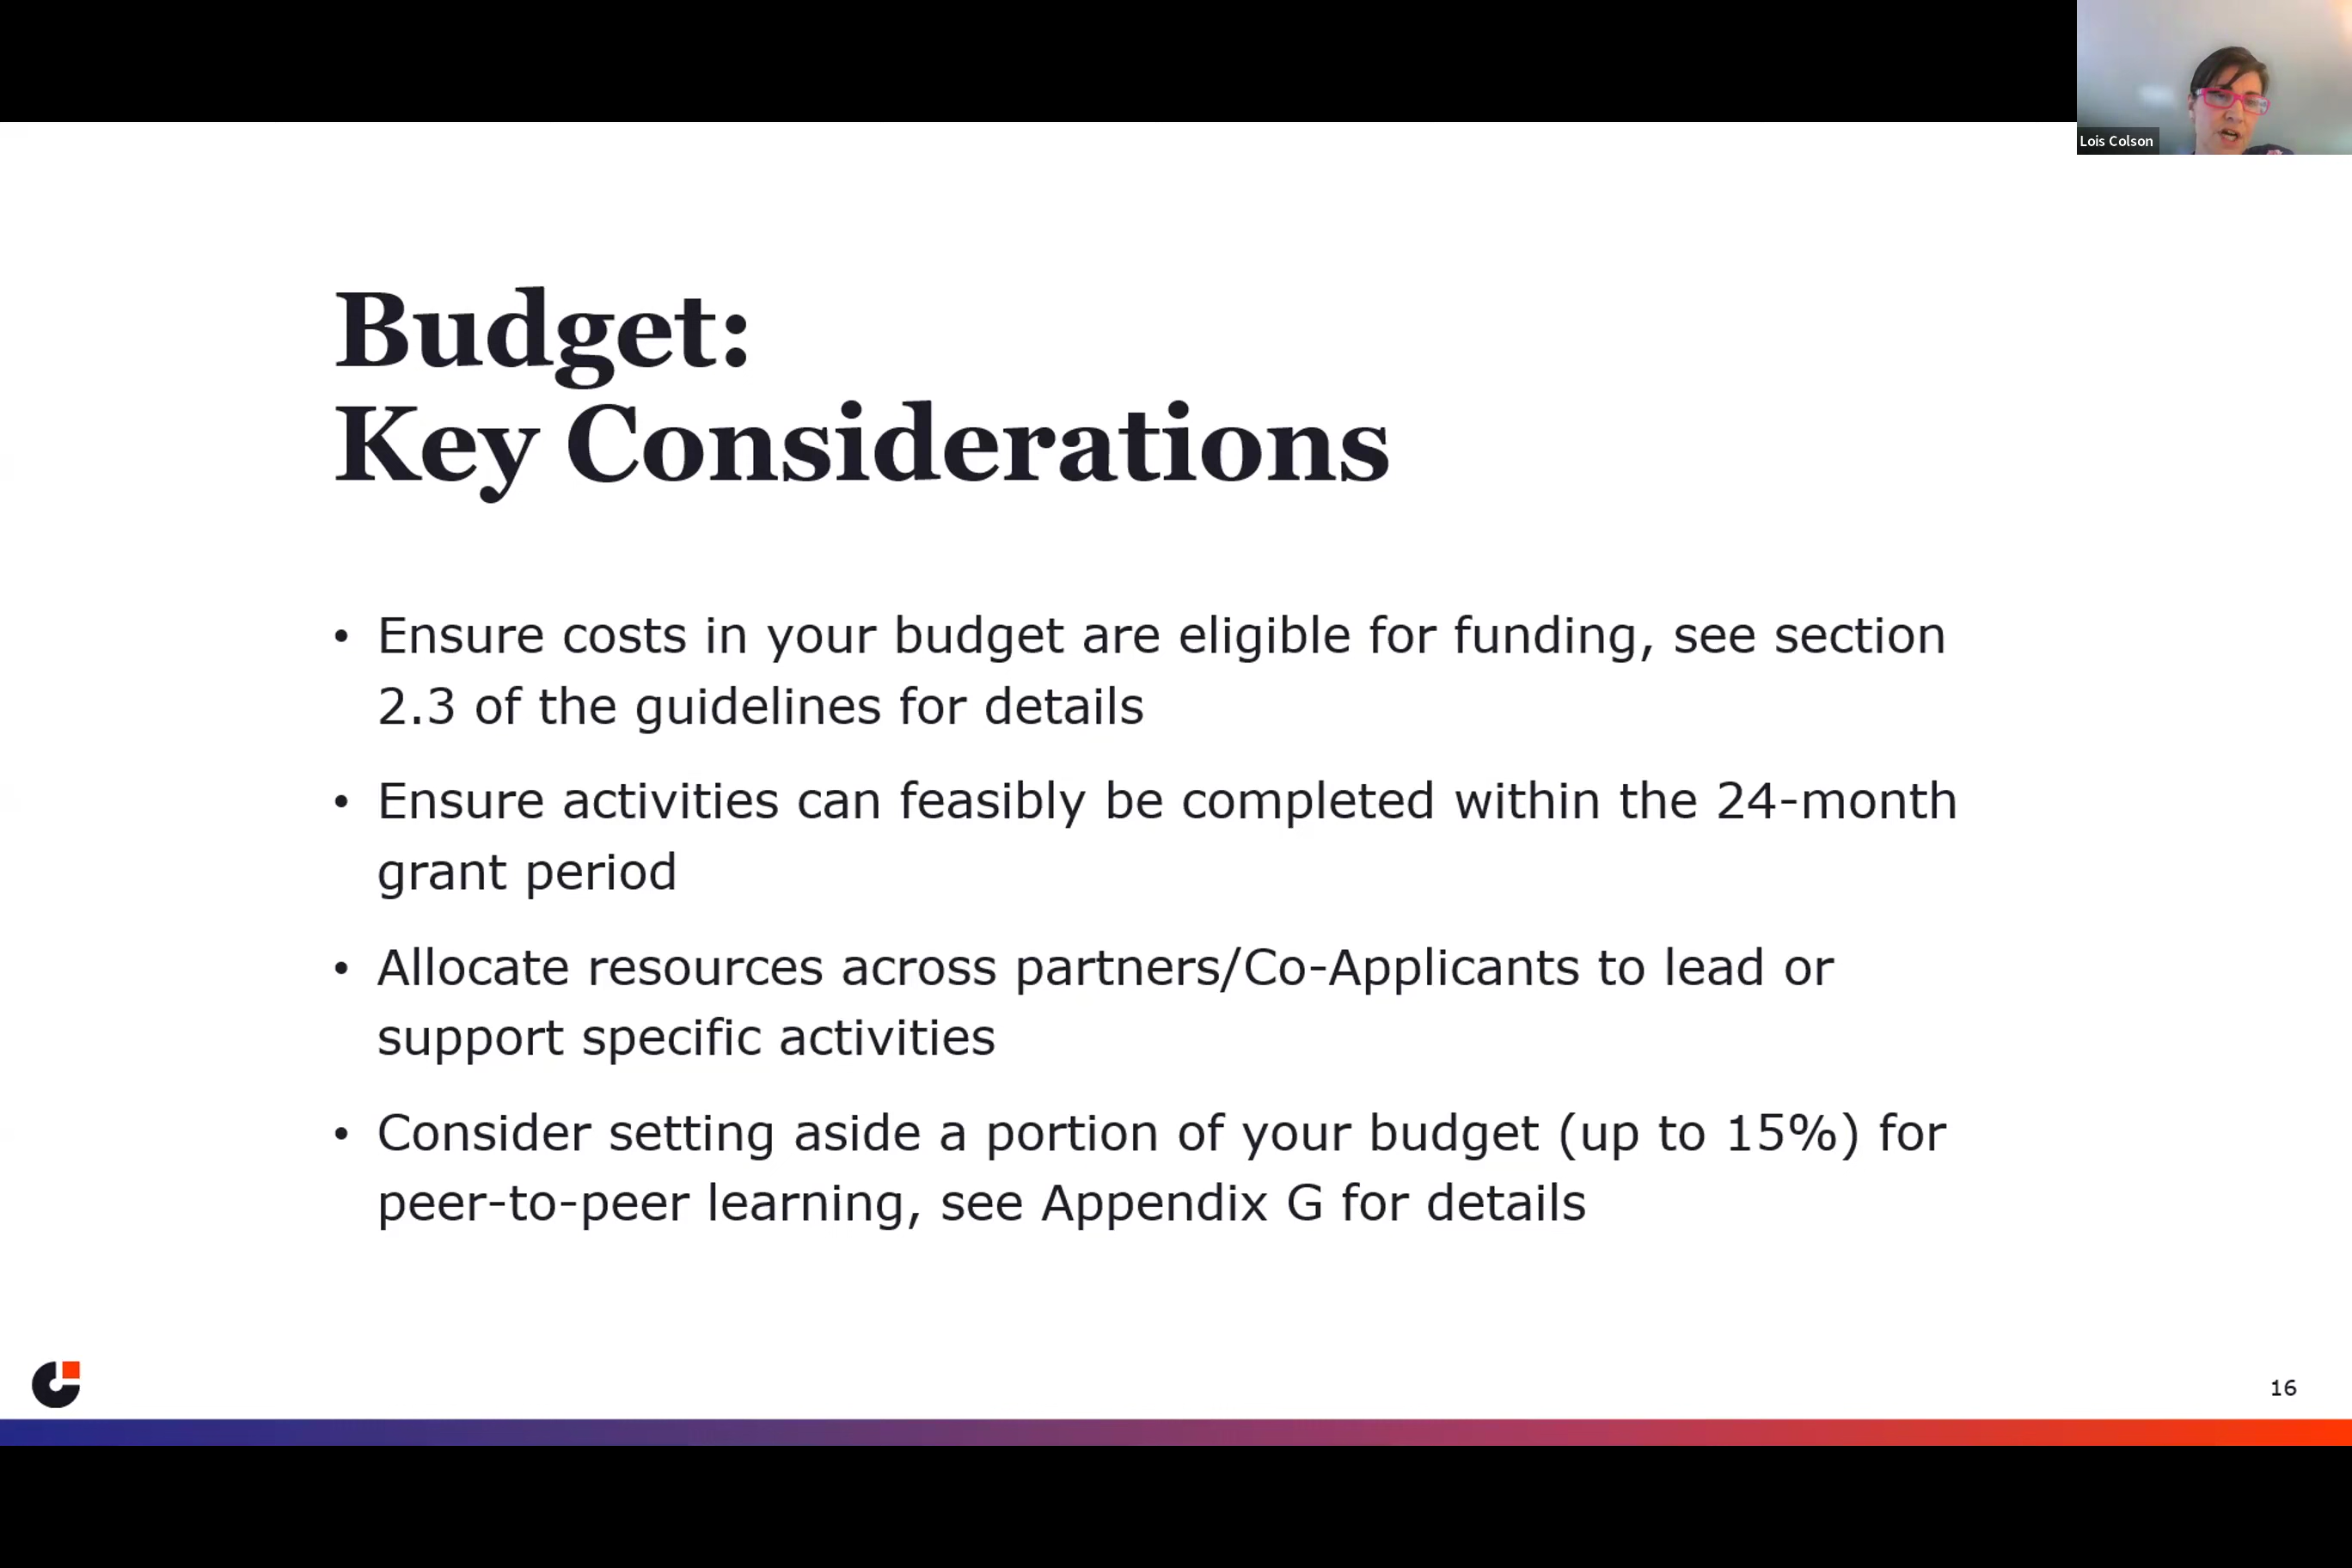 Lois Colson
Budget:
Key Considerations
• Ensure costs in your budget are eligible for funding, see section
2.3 of the guidelines for details
• Ensure activities can feasibly be completed within the 24-month
grant period
• Allocate resources across partners/Co-Applicants to lead or
support specific activities
• Consider setting aside a portion of your budget (up to 15%) for
peer-to-peer learning, see Appendix G for details
16